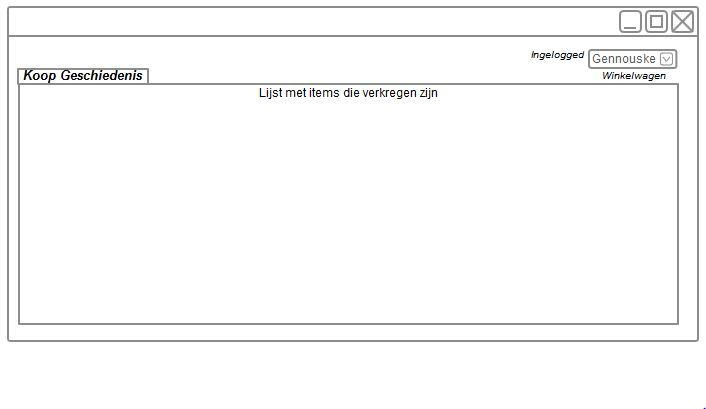 Ingelogged Gennouske
Winkelwagen
Koop Geschiedenis
Lijst met items die verkregen zijn